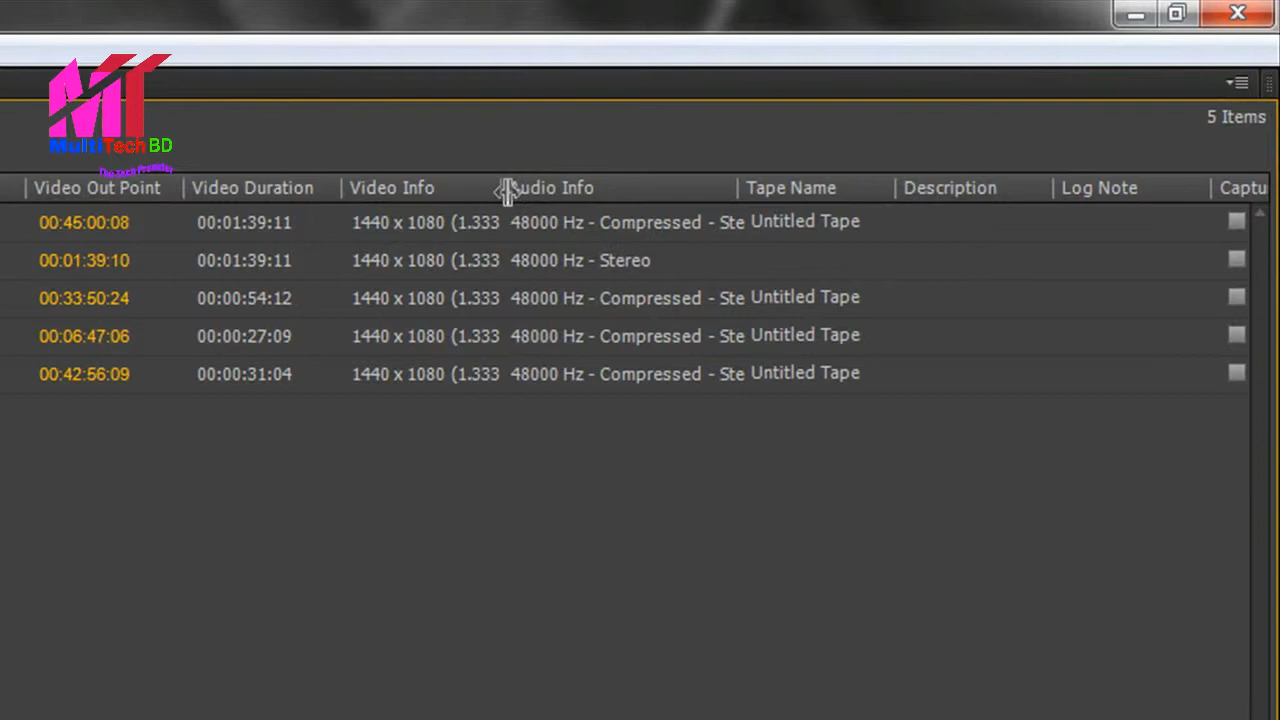 MT
MultiTech BD
The Tech Promoter
5 Items
Video Out Point Video Duration Video Info Audio Info Tape Name Description Log Note Captu
00:45:00:08 00:01:39:11 1440 x 1080 (1.333 48000 Hz - Compressed - Ste Untitled Tape
00:01:39:10 00:01:39:11 1440 x 1080 (1.333 48000 Hz - Stereo
00:33:50:24 00:00:54:12 1440 x 1080 (1.333 48000 Hz - Compressed - Ste Untitled Tape
00:06:47:06 00:00:27:09 1440 x 1080 (1.333 48000 Hz - Compressed - Ste Untitled Tape
00:42:56:09 00:00:31:04 1440 x 1080 (1.333 48000 Hz - Compressed - Ste Untitled Tape